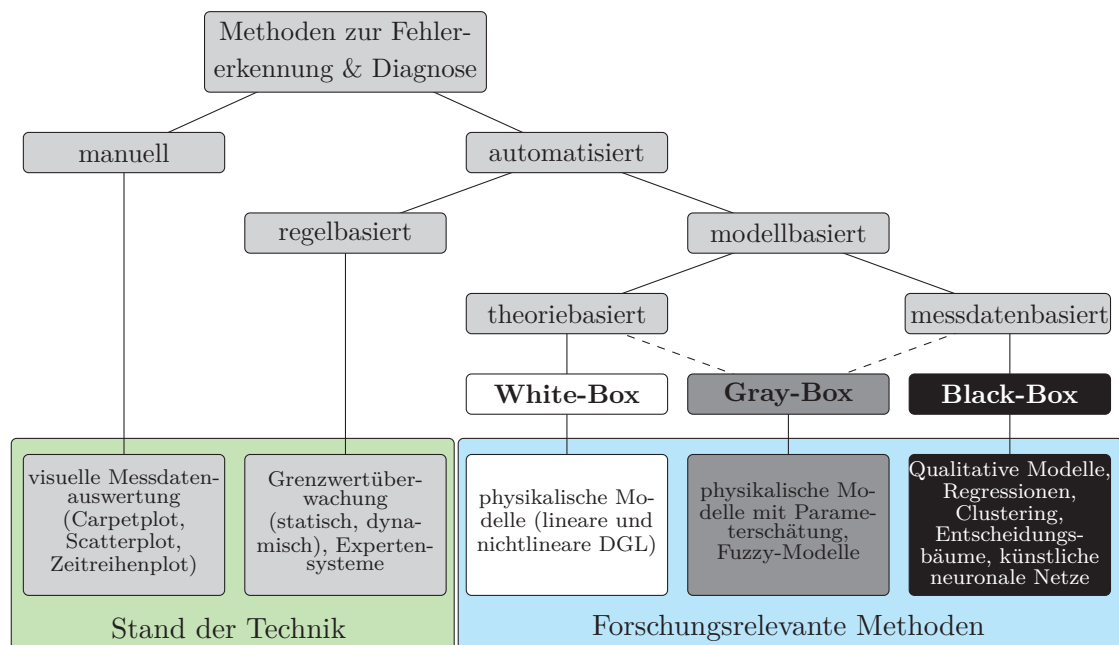 Methoden zur Fehler-
erkennung & Diagnose
manuell
automatisiert
regelbasiert
modellbasiert
theoriebasiert
messdatenbasiert
White-Box
Gray-Box
Black-Box
visuelle Messdaten-
auswertung
(Carpetplot,
Scatterplot,
Zeitreihenplot)
Grenzwertüber-
wachung
(statisch, dyna-
misch), Experten-
systeme
physikalische Mo-
delle (lineare und
nichtlineare DGL)
physikalische Mo-
delle mit Parame-
terschätung,
Fuzzy-Modelle
Qualitative Modelle,
Regressionen,
Clustering,
Entscheidungs-
bäume, künstliche
neuronale Netze
Stand der Technik
Forschungsrelevante Methoden